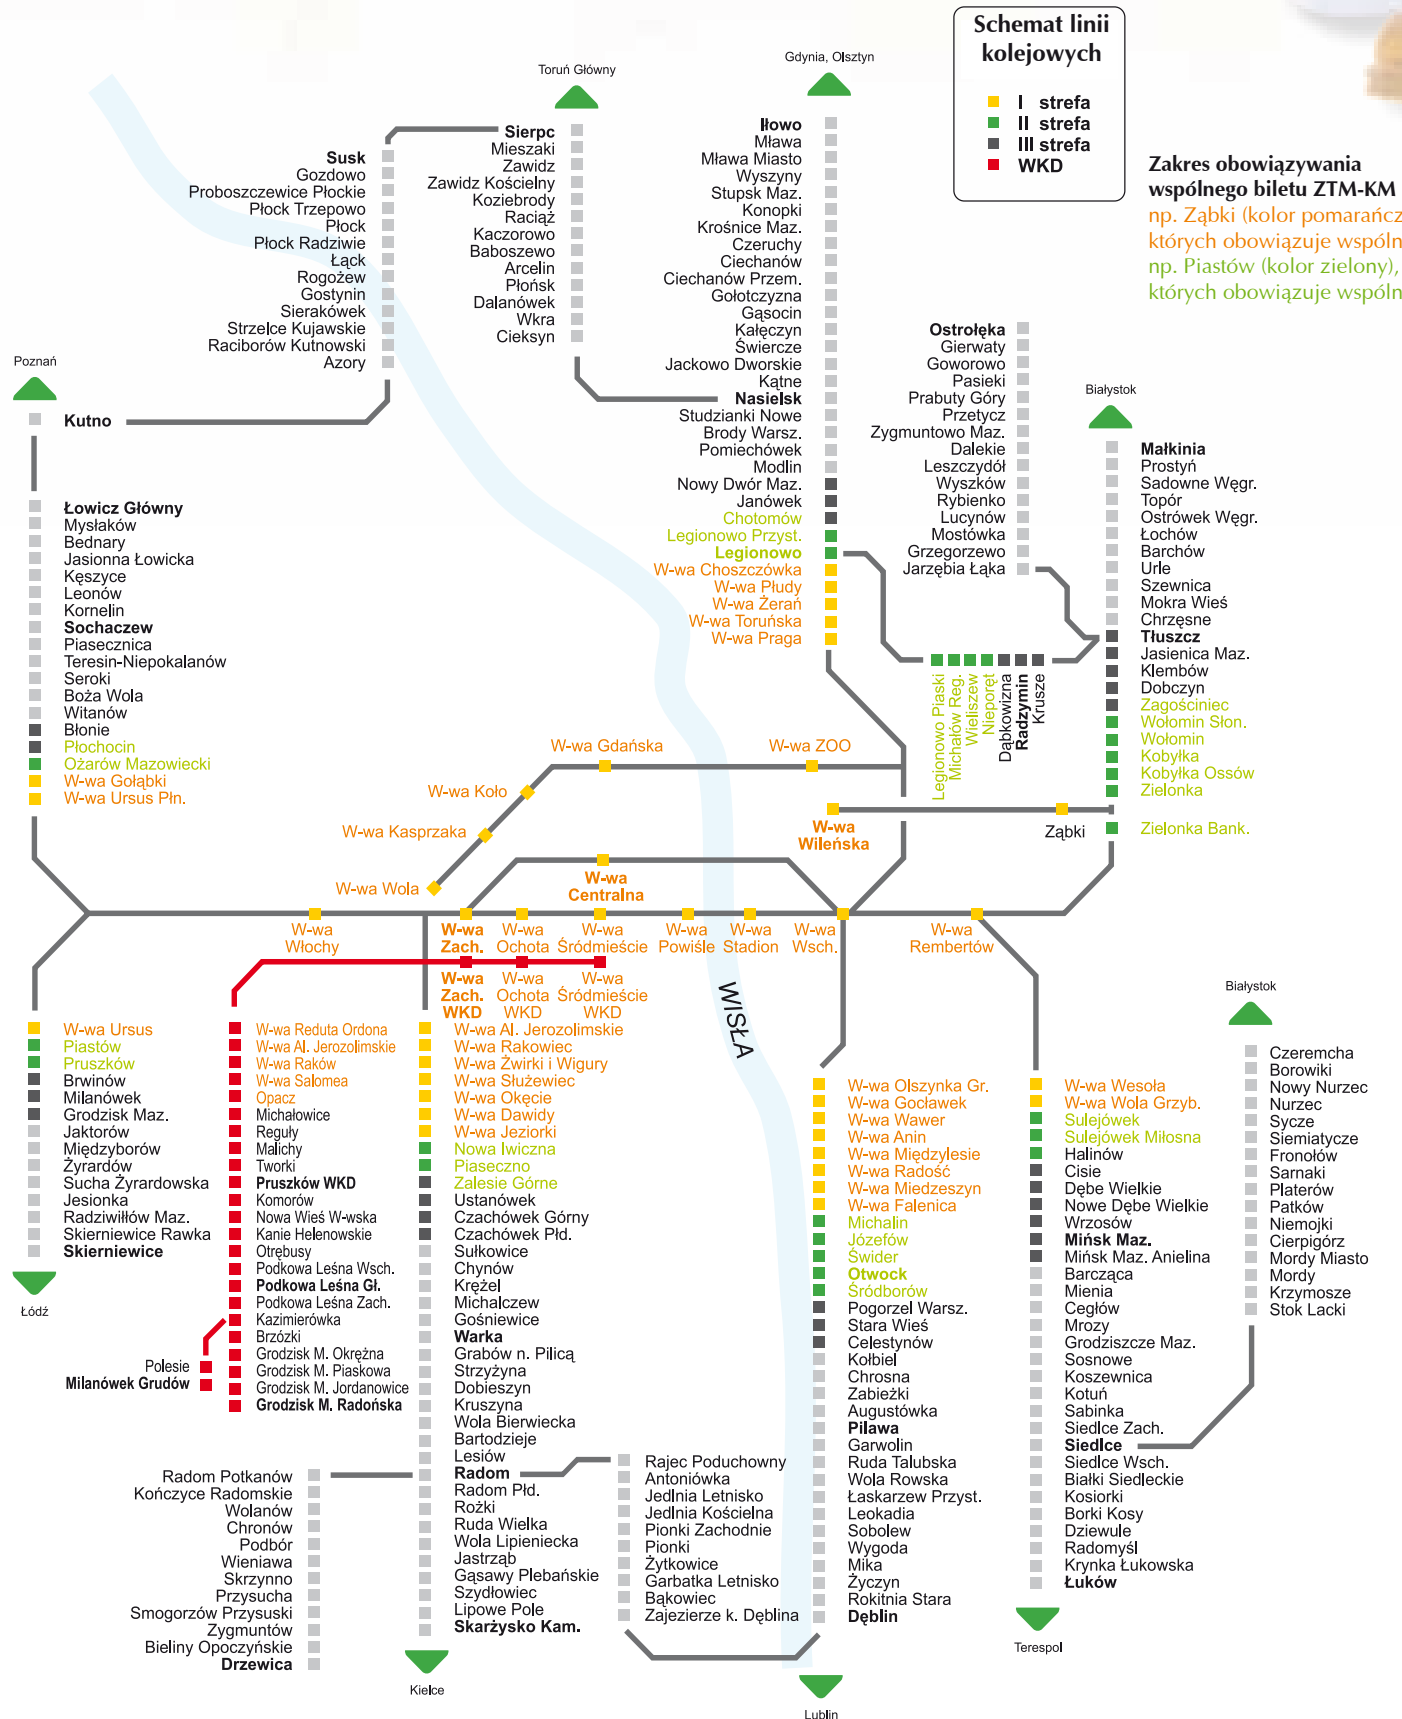 Schemat linii
kolejowych
I strefa
II strefa
III strefa
WKD
Zakres obowiązywania
wspólnego biletu ZTM-KM
np. Ząbki (kolor pomarańcz
których obowiązuje wspóln
np. Piastów (kolor zielony),
których obowiązuje wspóln
Toruń Główny
Gdynia, Olsztyn
Susk
Gozdowo
Proboszczewice Płockie
Płock Trzepowo
Płock
Płock Radziwie
Łąck
Rogożew
Gostynin
Sierakówek
Strzelce Kujawskie
Raciborów Kutnowski
Azory
Sierpc
Mieszaki
Zawidz
Zawidz Kościelny
Koziebrody
Raciąż
Kaczorowo
Baboszewo
Arcelin
Płońsk
Dalanówek
Wkra
Cieksyn
Iłowo
Mława
Mława Miasto
Wyszyny
Stupsk Maz.
Konopki
Krośnice Maz.
Czeruchy
Ciechanów
Ciechanów Przem.
Gołotczyzna
Gąsocin
Kałęczyn
Świercze
Jackowo Dworskie
Kątne
Nasielsk
Studzianki Nowe
Brody Warsz.
Pomiechówek
Modlin
Nowy Dwór Maz.
Janówek
Chotomów
Legionowo Przyst.
Legionowo
W-wa Choszczówka
W-wa Płudy
W-wa Żerań
W-wa Toruńska
W-wa Praga
Ostrołęka
Gierwaty
Goworowo
Pasieki
Prabuty Góry
Przetycz
Zygmuntowo Maz.
Dalekie
Leszczydół
Wyszków
Rybienko
Lucynów
Mostówka
Grzegorzewo
Jarzębia Łąka
Białystok
Małkinia
Prostyń
Sadowne Węgr.
Topór
Ostrówek Węgr.
Łochów
Barchów
Urle
Szewnica
Mokra Wieś
Chrzęsne
Tłuszcz
Jasienica Maz.
Klembów
Dobczyn
Zagościniec
Wołomin Słon.
Wołomin
Kobyłka
Kobyłka Ossów
Zielonka
Zielonka Bank.
Legionowo Piaski
Michałów Reg.
Wieliszew
Nieporęt
Dąbkowizna
Radzymin
Krusze
Poznań
Kutno
Łowicz Główny
Mysłaków
Bednary
Jasionna Łowicka
Kęszyce
Leonów
Kornelin
Sochaczew
Piasecznica
Teresin-Niepokalanów
Seroki
Boża Wola
Witanów
Błonie
Płochocin
Ożarów Mazowiecki
W-wa Gołąbki
W-wa Ursus Płn.
W-wa Gdańska
W-wa ZOO
W-wa Koło
W-wa Kasprzaka
W-wa Wola
W-wa
Wileńska
Ząbki
W-wa
Centralna
W-wa
Włochy
W-wa
Zach.
W-wa
Ochota
W-wa
Śródmieście
W-wa
Powiśle
W-wa
Stadion
W-wa
Wsch.
W-wa
Rembertów
W-wa
Zach.
WKD
W-wa
Ochota
WKD
W-wa
Śródmieście
WKD
WISŁA
W-wa Ursus
Piastów
Pruszków
Brwinów
Milanówek
Grodzisk Maz.
Jaktorów
Międzyborów
Żyrardów
Sucha Żyrardowska
Jesionka
Radziwiłłów Maz.
Skierniewice Rawka
Skierniewice
Łódź
W-wa Reduta Ordona
W-wa Al. Jerozolimskie
W-wa Raków
W-wa Salomea
Opacz
Michałowice
Reguły
Malichy
Tworki
Pruszków WKD
Komorów
Nowa Wieś W-wska
Kanie Helenowskie
Otrębusy
Podkowa Leśna Wsch.
Podkowa Leśna Gł.
Podkowa Leśna Zach.
Kazimierówka
Brzózki
Grodzisk M. Okrężna
Grodzisk M. Piaskowa
Grodzisk M. Jordanowice
Grodzisk M. Radońska
Polesie
Milanówek Grudów
W-wa Al. Jerozolimskie
W-wa Rakowiec
W-wa Żwirki i Wigury
W-wa Służewiec
W-wa Okęcie
W-wa Dawidy
W-wa Jeziorki
Nowa Iwiczna
Piaseczno
Zalesie Górne
Ustanówek
Czachówek Górny
Czachówek Płd.
Sułkowice
Chynów
Krężel
Michalczew
Gośniewice
Warka
Grabów n. Pilicą
Strzyżyna
Dobieszyn
Kruszyna
Wola Bierwiecka
Bartodzieje
Lesiów
Radom
Radom Płd.
Rożki
Ruda Wielka
Wola Lipieniecka
Jastrząb
Gąsawy Plebańskie
Szydłowiec
Lipowe Pole
Skarżysko Kam.
Kielce
Radom Potkanów
Kończyce Radomskie
Wolanów
Chronów
Podbór
Wieniawa
Skrzynno
Przysucha
Smogorzów Przysuski
Zygmuntów
Bieliny Opoczyńskie
Drzewica
Rajec Poduchowny
Antoniówka
Jedlnia Letnisko
Jedlnia Kościelna
Pionki Zachodnie
Pionki
Żytkowice
Garbatka Letnisko
Bąkowiec
Zajezierze k. Dęblina
W-wa Olszynka Gr.
W-wa Gocławek
W-wa Wawer
W-wa Anin
W-wa Międzylesie
W-wa Radość
W-wa Miedzeszyn
W-wa Falenica
Michalin
Józefów
Świder
Otwock
Śródborów
Pogorzel Warsz.
Stara Wieś
Celestynów
Kołbiel
Chrosna
Zabieżki
Augustówka
Pilawa
Garwolin
Ruda Talubska
Wola Rowska
Łaskarzew Przyst.
Leokadia
Sobolew
Wygoda
Mika
Życzyn
Rokitnia Stara
Dęblin
Lublin
W-wa Wesoła
W-wa Wola Grzyb.
Sulejówek
Sulejówek Miłosna
Halinów
Cisie
Dębe Wielkie
Nowe Dębe Wielkie
Wrzosów
Mińsk Maz.
Mińsk Maz. Anielina
Barcząca
Mienia
Cegłów
Mrozy
Grodziszcze Maz.
Sosnowe
Koszewnica
Kotuń
Sabinka
Siedlce Zach.
Siedlce
Siedlce Wsch.
Białki Siedleckie
Kosiorki
Borki Kosy
Dziewule
Radomyśl
Krynka Łukowska
Łuków
Terespol
Białystok
Czeremcha
Borowiki
Nowy Nurzec
Nurzec
Sycze
Siemiatycze
Fronołów
Sarnaki
Platerów
Patków
Niemojki
Cierpigórz
Mordy Miasto
Mordy
Krzymosze
Stok Lacki